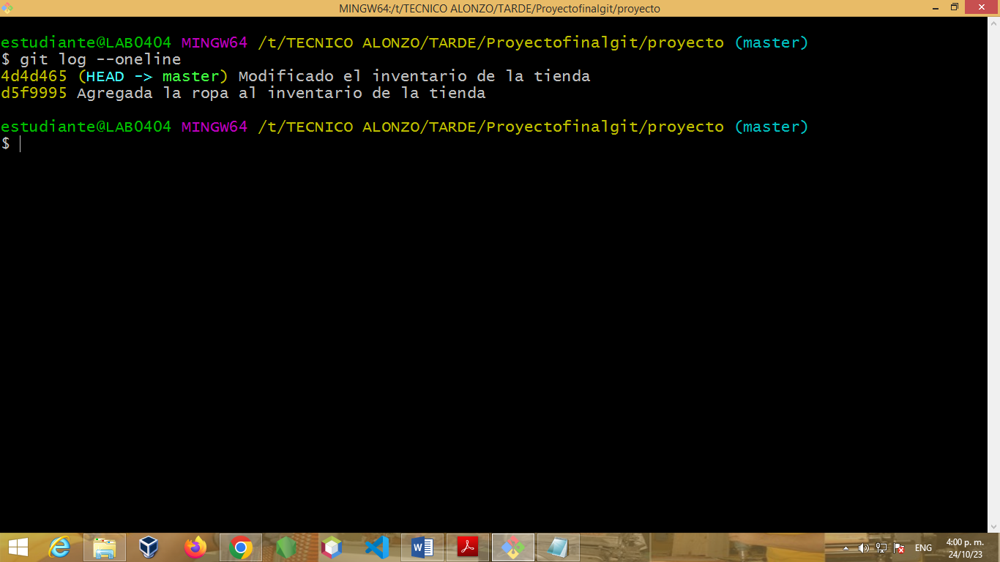 MINGW64:/t/TECNICO ALONZO/TARDE/Proyectofinalgit/proyecto
estudiante@LAB0404 MINGW64 /t/TECNICO ALONZO/TARDE/Proyectofinalgit/proyecto (master)
$ git log --oneline
4d4d465 (HEAD -> master) Modificado el inventario de la tienda
d5f9995 Agregada la ropa al inventario de la tienda
estudiante@LAB0404 MINGW64 /t/TECNICO ALONZO/TARDE/Proyectofinalgit/proyecto (master)
$
ENG
4:00 p. m.
24/10/23